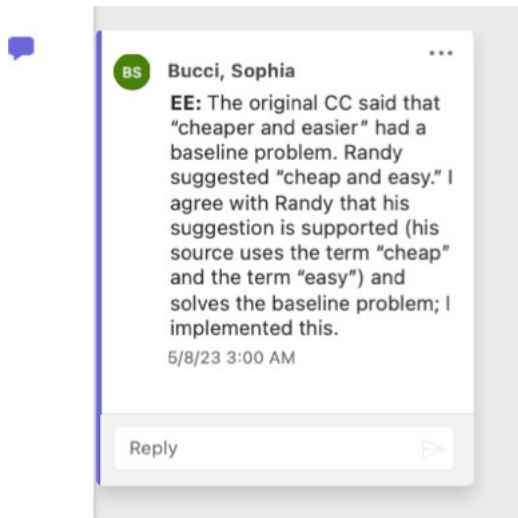 BS
Bucci, Sophia
EE: The original CC said that
“cheaper and easier” had a
baseline problem. Randy
suggested “cheap and easy.” I
agree with Randy that his
suggestion is supported (his
source uses the term “cheap”
and the term “easy”) and
solves the baseline problem; I
implemented this.
5/8/23 3:00 AM
Reply